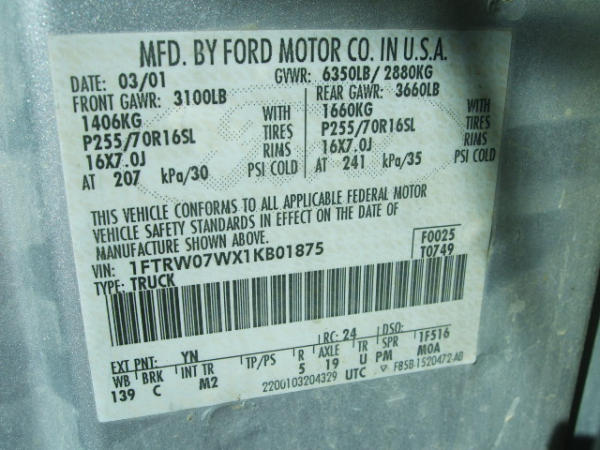 MFD. BY FORD MOTOR CO. IN U.S.A.
DATE: 03/01 GVWR: 6350LB/ 2880KG
FRONT GAWR: 3100LB REAR GAWR: 3660LB
1406KG WITH 1660KG WITH
P255/70R16SL TIRES P255/70R16SL TIRES
16X7.0J RIMS 16X7.0J RIMS
AT 207 kPa/30 PSI COLD AT 241 kPa/35 PSI COLD
THIS VEHICLE CONFORMS TO ALL APPLICABLE FEDERAL MOTOR
VEHICLE SAFETY STANDARDS IN EFFECT ON THE DATE OF
MANUFACTURE SHOWN ABOVE. F0025
VIN: 1FTRW07WX1KB01875 T0749
TYPE: TRUCK
EXT PNT: YN RC: 24 DSO: 1F516
WB BRK INT TR TP/PS R AXLE TR SPR
139 C M2 5 19 U PM M0A
2200103204329 UTC F85B-1520472-AB